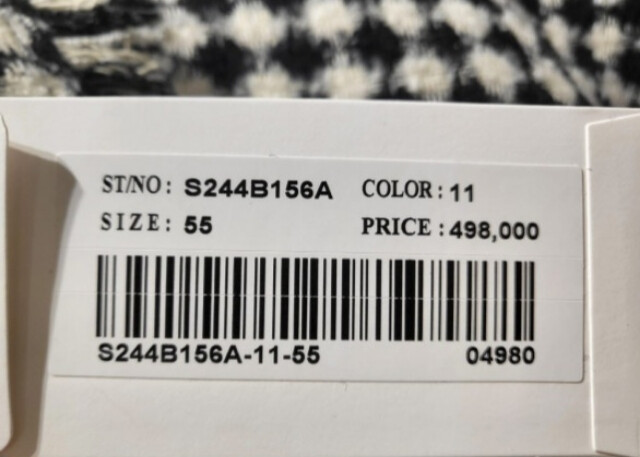 ST/NO: S244B156A COLOR: 11
SIZE: 55 PRICE: 498,000
S244B156A-11-55 04980